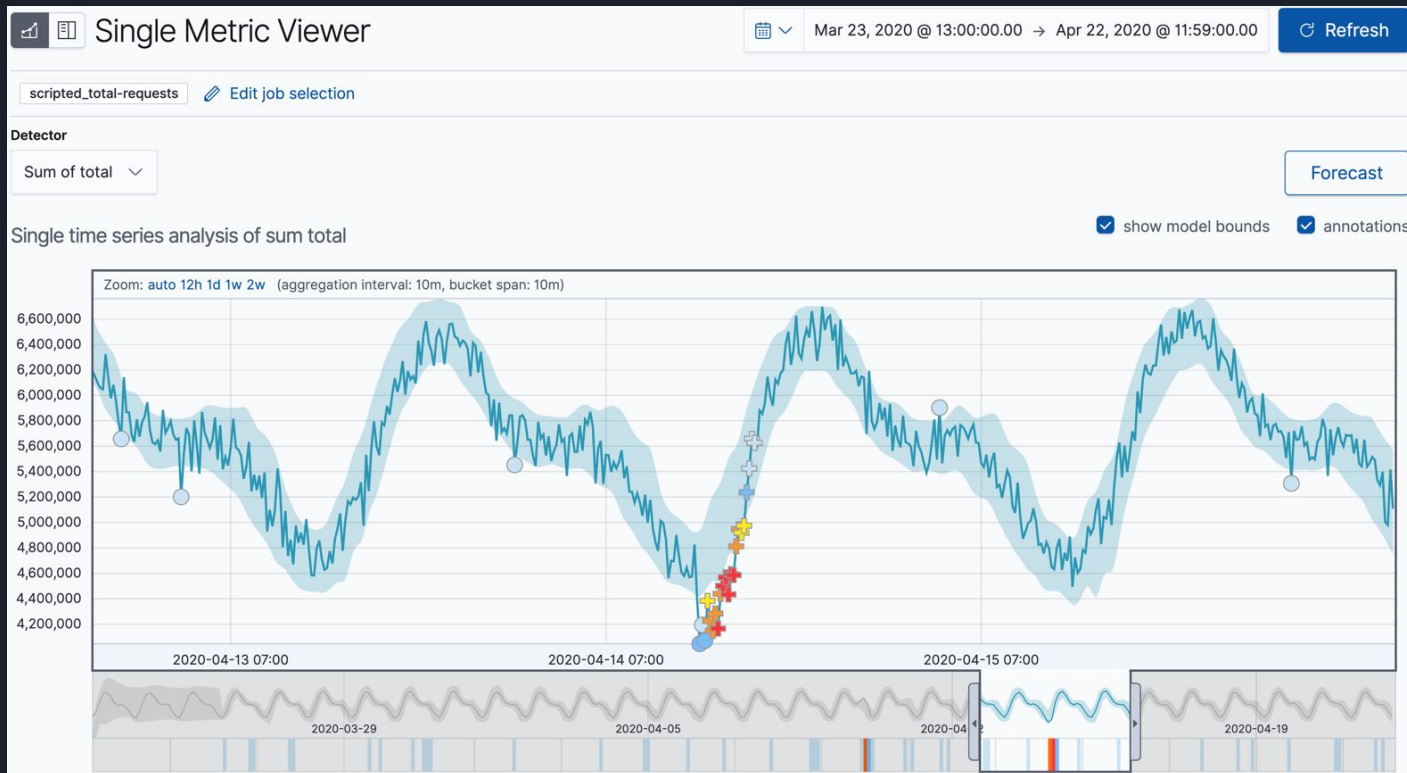 Single Metric Viewer
Mar 23, 2020 @ 13:00:00.00 → Apr 22, 2020 @ 11:59:00.00
Refresh
scripted_total-requests
Edit job selection
Detector
Sum of total
Forecast
show model bounds
annotations
Single time series analysis of sum total
Zoom: auto 12h 1d 1w 2w (aggregation interval: 10m, bucket span: 10m)
6,600,000
6,400,000
6,200,000
6,000,000
5,800,000
5,600,000
5,400,000
5,200,000
5,000,000
4,800,000
4,600,000
4,400,000
4,200,000
2020-04-13 07:00
2020-04-14 07:00
2020-04-15 07:00
2020-03-29
2020-04-05
2020-04-19